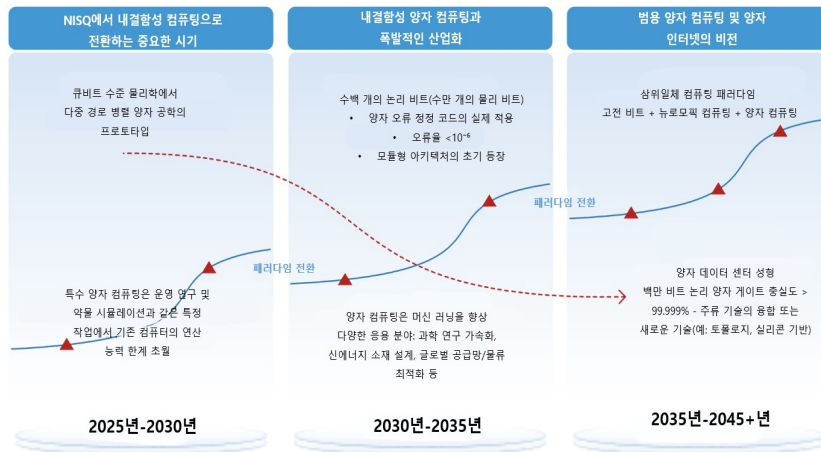 NISQ에서 내결함성 컴퓨팅으로
전환하는 중요한 시기
큐비트 수준 물리학에서
다중 경로 병렬 양자 공학의
프로토타입
패러다임 전환
특수 양자 컴퓨팅은 운영 연구 및
약물 시뮬레이션과 같은 특정
작업에서 기존 컴퓨터의 연산
능력 한계 초월
2025년-2030년
내결함성 양자 컴퓨팅과
폭발적인 산업화
수백 개의 논리 비트(수만 개의 물리 비트)
• 양자 오류 정정 코드의 실제 적용
• 오류율 <10⁻⁶
• 모듈형 아키텍처의 초기 등장
패러다임 전환
양자 컴퓨팅은 머신 러닝을 향상
다양한 응용 분야: 과학 연구 가속화,
신에너지 소재 설계, 글로벌 공급망/물류
최적화 등
2030년-2035년
범용 양자 컴퓨팅 및 양자
인터넷의 비전
삼위일체 컴퓨팅 패러다임
고전 비트 + 뉴로모픽 컴퓨팅 + 양자 컴퓨팅
양자 데이터 센터 성형
백만 비트 논리 양자 게이트 충실도 >
99.999% - 주류 기술의 융합 또는
새로운 기술(예: 토폴로지, 실리콘 기반)
2035년-2045+년